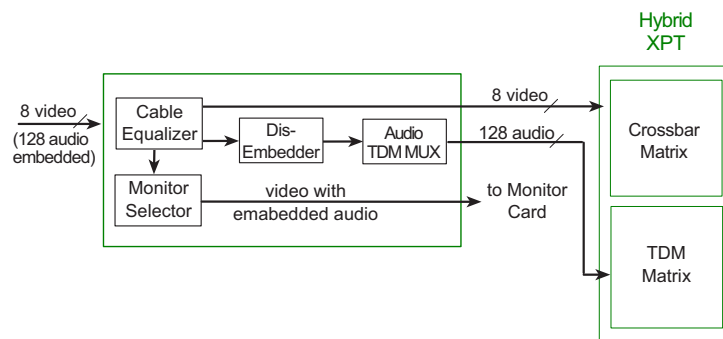 Hybrid
XPT
8 video
(128 audio
embedded)
Cable
Equalizer
Dis-
Embedder
Audio
TDM MUX
8 video
128 audio
Crossbar
Matrix
Monitor
Selector
video with
emabedded audio
to Monitor
Card
TDM
Matrix